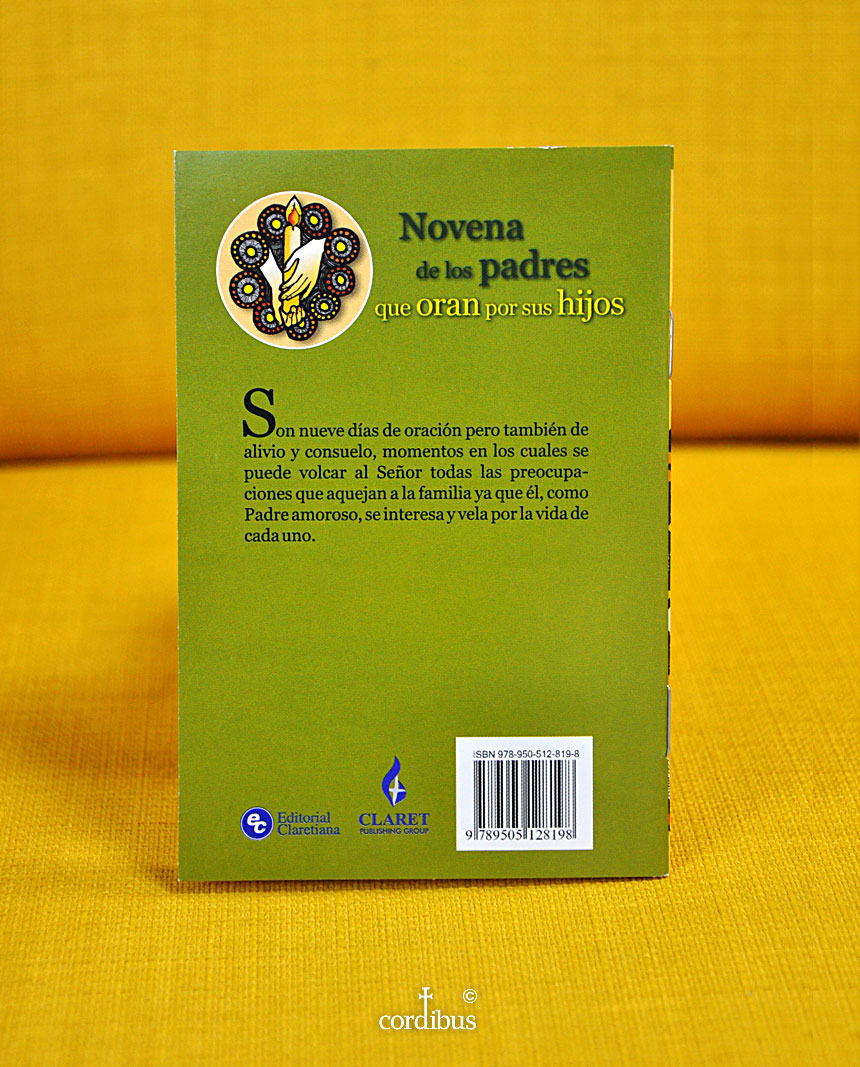 Novena
de los padres
que oran por sus hijos
Son nueve días de oración pero también de
alivio y consuelo, momentos en los cuales se
puede volcar al Señor todas las preocupa-
ciones que aquejan a la familia ya que él, como
Padre amoroso, se interesa y vela por la vida de
cada uno.
ISBN 978-950-512-819-8
9 789505 128198
ec Editorial
Claretiana
CLARET
PUBLISHING GROUP
cordibus ©